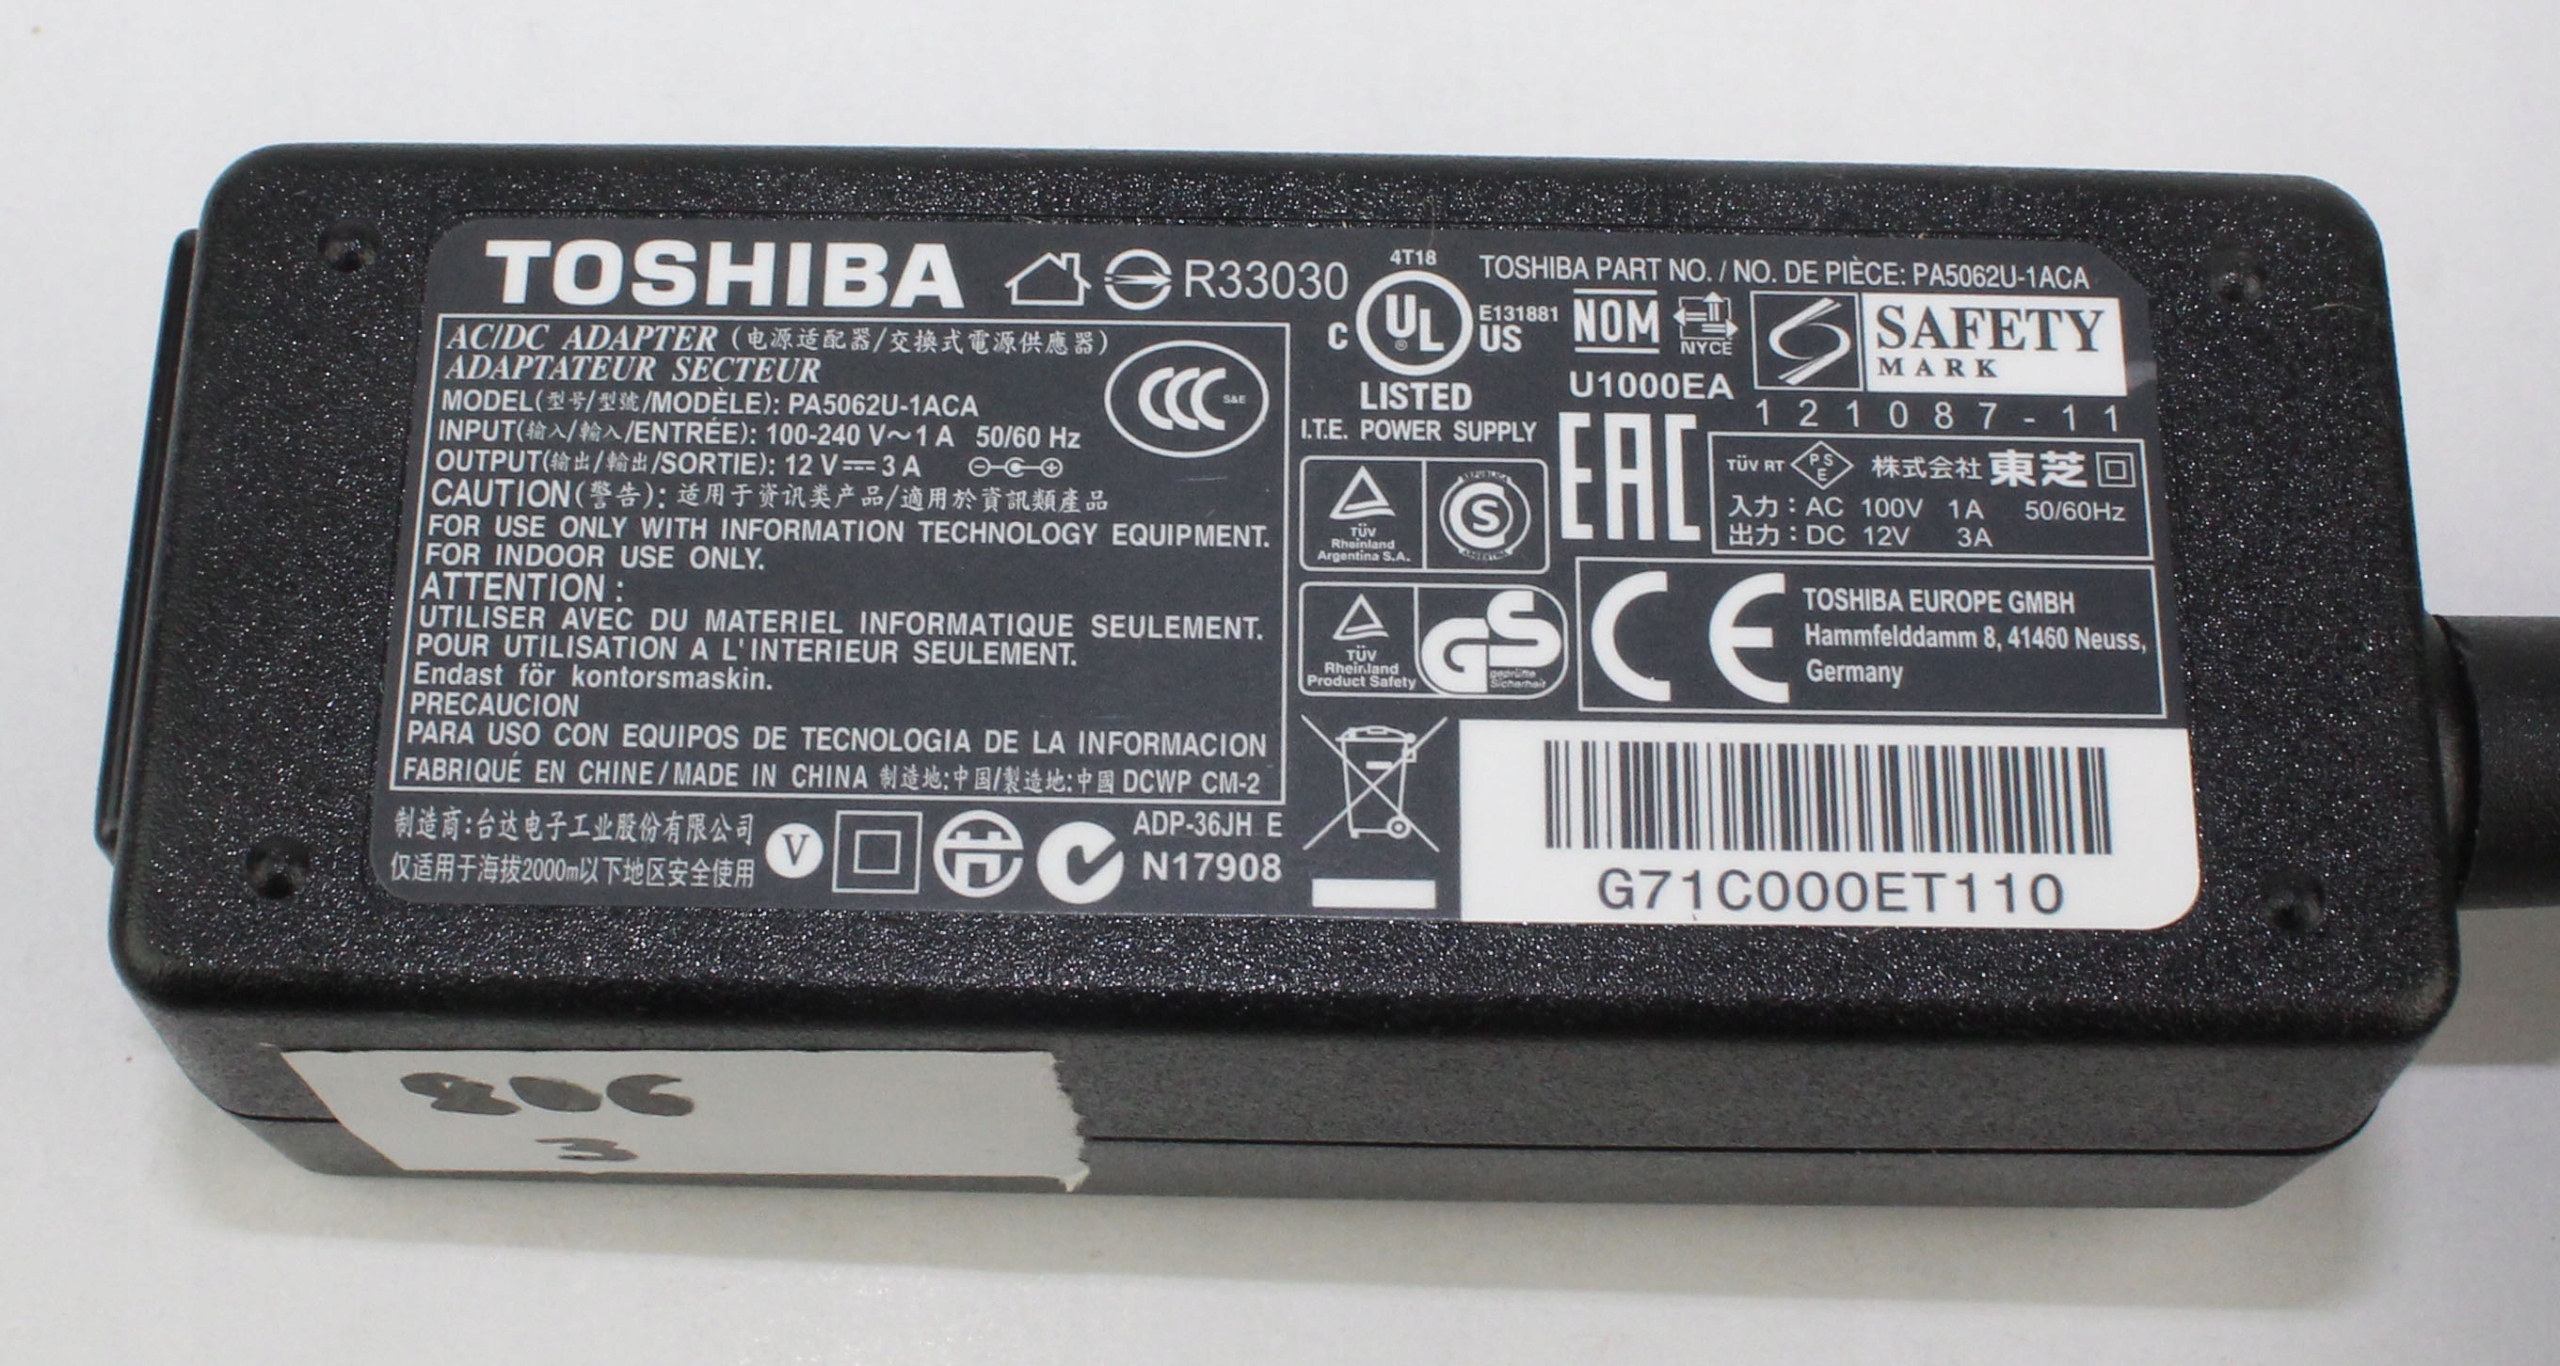 TOSHIBA
R33030
4T18
C UL ® US
E131881
LISTED
I.T.E. POWER SUPPLY
TOSHIBA PART NO. / NO. DE PIÈCE: PA5062U-1ACA
NOM
NYCE
U1000EA
SAFETY
MARK
121087-11
AC/DC ADAPTER (电源适配器/交換式電源供應器)
ADAPTATEUR SECTEUR
MODEL(型号/型號/MODÈLE): PA5062U-1ACA
INPUT(输入/輸入/ENTRÉE): 100-240 V～1 A 50/60 Hz
OUTPUT(输出/輸出/SORTIE): 12 V⎓3 A
CCC S&E
CAUTION(警告): 适用于资讯类产品/適用於資訊類產品
FOR USE ONLY WITH INFORMATION TECHNOLOGY EQUIPMENT.
FOR INDOOR USE ONLY.
ATTENTION :
UTILISER AVEC DU MATERIEL INFORMATIQUE SEULEMENT.
POUR UTILISATION A L'INTERIEUR SEULEMENT.
Endast för kontorsmaskin.
PRECAUCION
PARA USO CON EQUIPOS DE TECNOLOGIA DE LA INFORMACION
FABRIQUÉ EN CHINE/MADE IN CHINA 制造地:中国/製造地:中國 DCWP CM-2
TÜV
Rheinland
Argentina S.A.
S
ARGENTINA
EAC
TÜV RT PSE 株式会社 東芝
入力：AC 100V 1A 50/60Hz
出力：DC 12V 3A
TÜV
Rheinland
Product Safety
GS
geprüfte
Sicherheit
CE
TOSHIBA EUROPE GMBH
Hammfelddamm 8, 41460 Neuss,
Germany
制造商:台达电子工业股份有限公司
仅适用于海拔2000m以下地区安全使用
V
ADP-36JH E
N17908
G71C000ET110
806
3